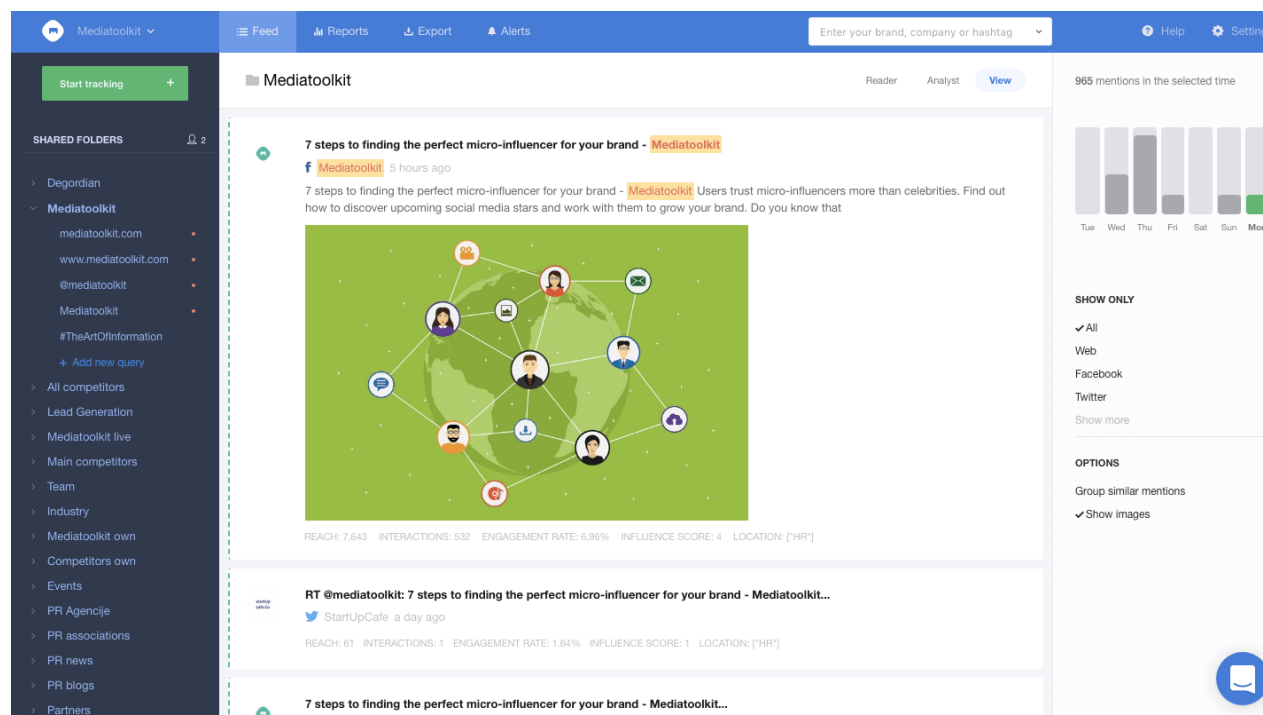 Mediatoolkit
Feed
Reports
Export
Alerts
Enter your brand, company or hashtag
Help
Start tracking +
SHARED FOLDERS 2
Degordian
Mediatoolkit
mediatoolkit.com
www.mediatoolkit.com
@mediatoolkit
Mediatoolkit
#TheArtOfInformation
+ Add new query
All competitors
Lead Generation
Mediatoolkit live
Main competitors
Team
Industry
Mediatoolkit own
Competitors own
Events
PR Agencije
PR associations
PR news
PR blogs
Partners
Mediatoolkit
Reader
Analyst
View
7 steps to finding the perfect micro-influencer for your brand - Mediatoolkit
Mediatoolkit 5 hours ago
7 steps to finding the perfect micro-influencer for your brand - Mediatoolkit Users trust micro-influencers more than celebrities. Find out
how to discover upcoming social media stars and work with them to grow your brand. Do you know that
REACH: 7.643 INTERACTIONS: 532 ENGAGEMENT RATE: 6,96% INFLUENCE SCORE: 4 LOCATION: ["HR"]
RT @mediatoolkit: 7 steps to finding the perfect micro-influencer for your brand - Mediatoolkit...
StartUpCafe a day ago
REACH: 61 INTERACTIONS: 1 ENGAGEMENT RATE: 1.64% INFLUENCE SCORE: 1 LOCATION: ["HR"]
7 steps to finding the perfect micro-influencer for your brand - Mediatoolkit...
965 mentions in the selected time
Tue Wed Thu Fri Sat Sun Mon
SHOW ONLY
All
Web
Facebook
Twitter
Show more
OPTIONS
Group similar mentions
Show images